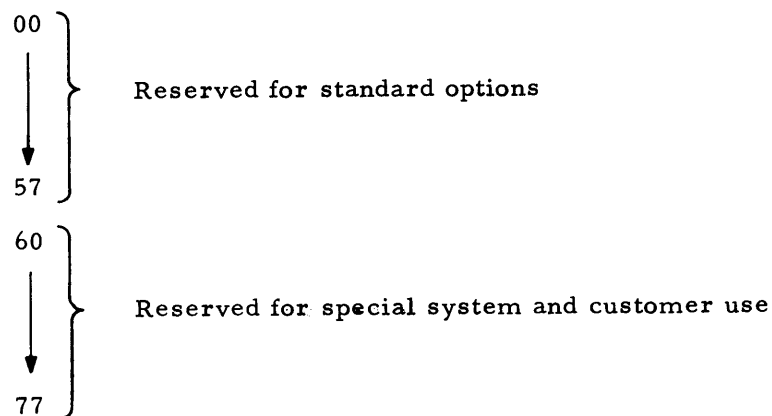 00
Reserved for standard options
57
60
Reserved for special system and customer use
77